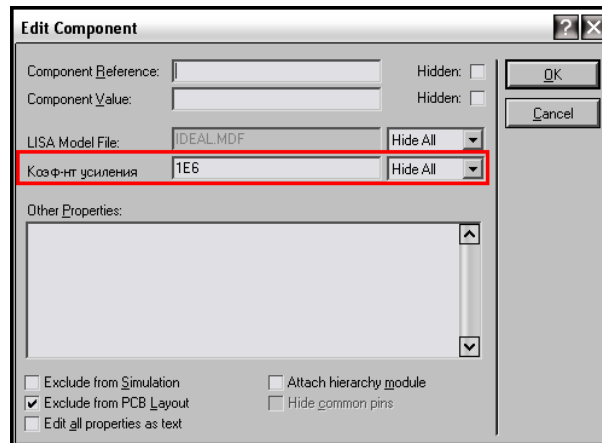 Edit Component
Component Reference: Hidden:
Component Value: Hidden:
LISA Model File: IDEAL.MDF Hide All
Коэф-нт усиления 1E6 Hide All
Other Properties:
Exclude from Simulation Attach hierarchy module
Exclude from PCB Layout Hide common pins
Edit all properties as text
OK
Cancel